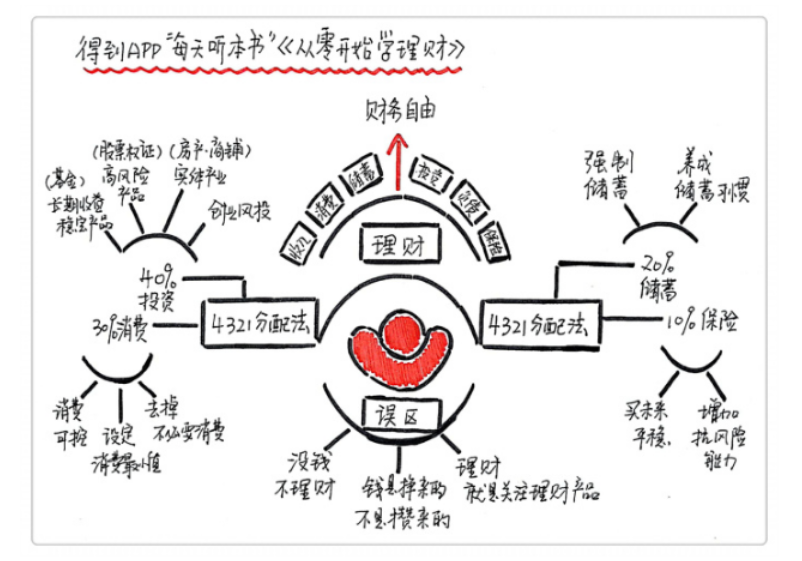 得到APP"每天听本书"《从零开始学理财》
财务自由
收入
消费
储蓄
投资
负债
保险
理财
(基金)
长期收益
稳定产品
(股票权证)
高风险
产品
(房产·商铺)
实体产业
创业风投
40%
投资
30%消费
4321分配法
消费
可控
设定
消费最小值
去掉
不必要消费
误区
没钱
不理财
钱是挣来的
不是攒来的
理财
就是关注理财产品
强制
储蓄
养成
储蓄习惯
20%
储蓄
4321分配法
10%保险
买未来
平稳
增加
抗风险
能力